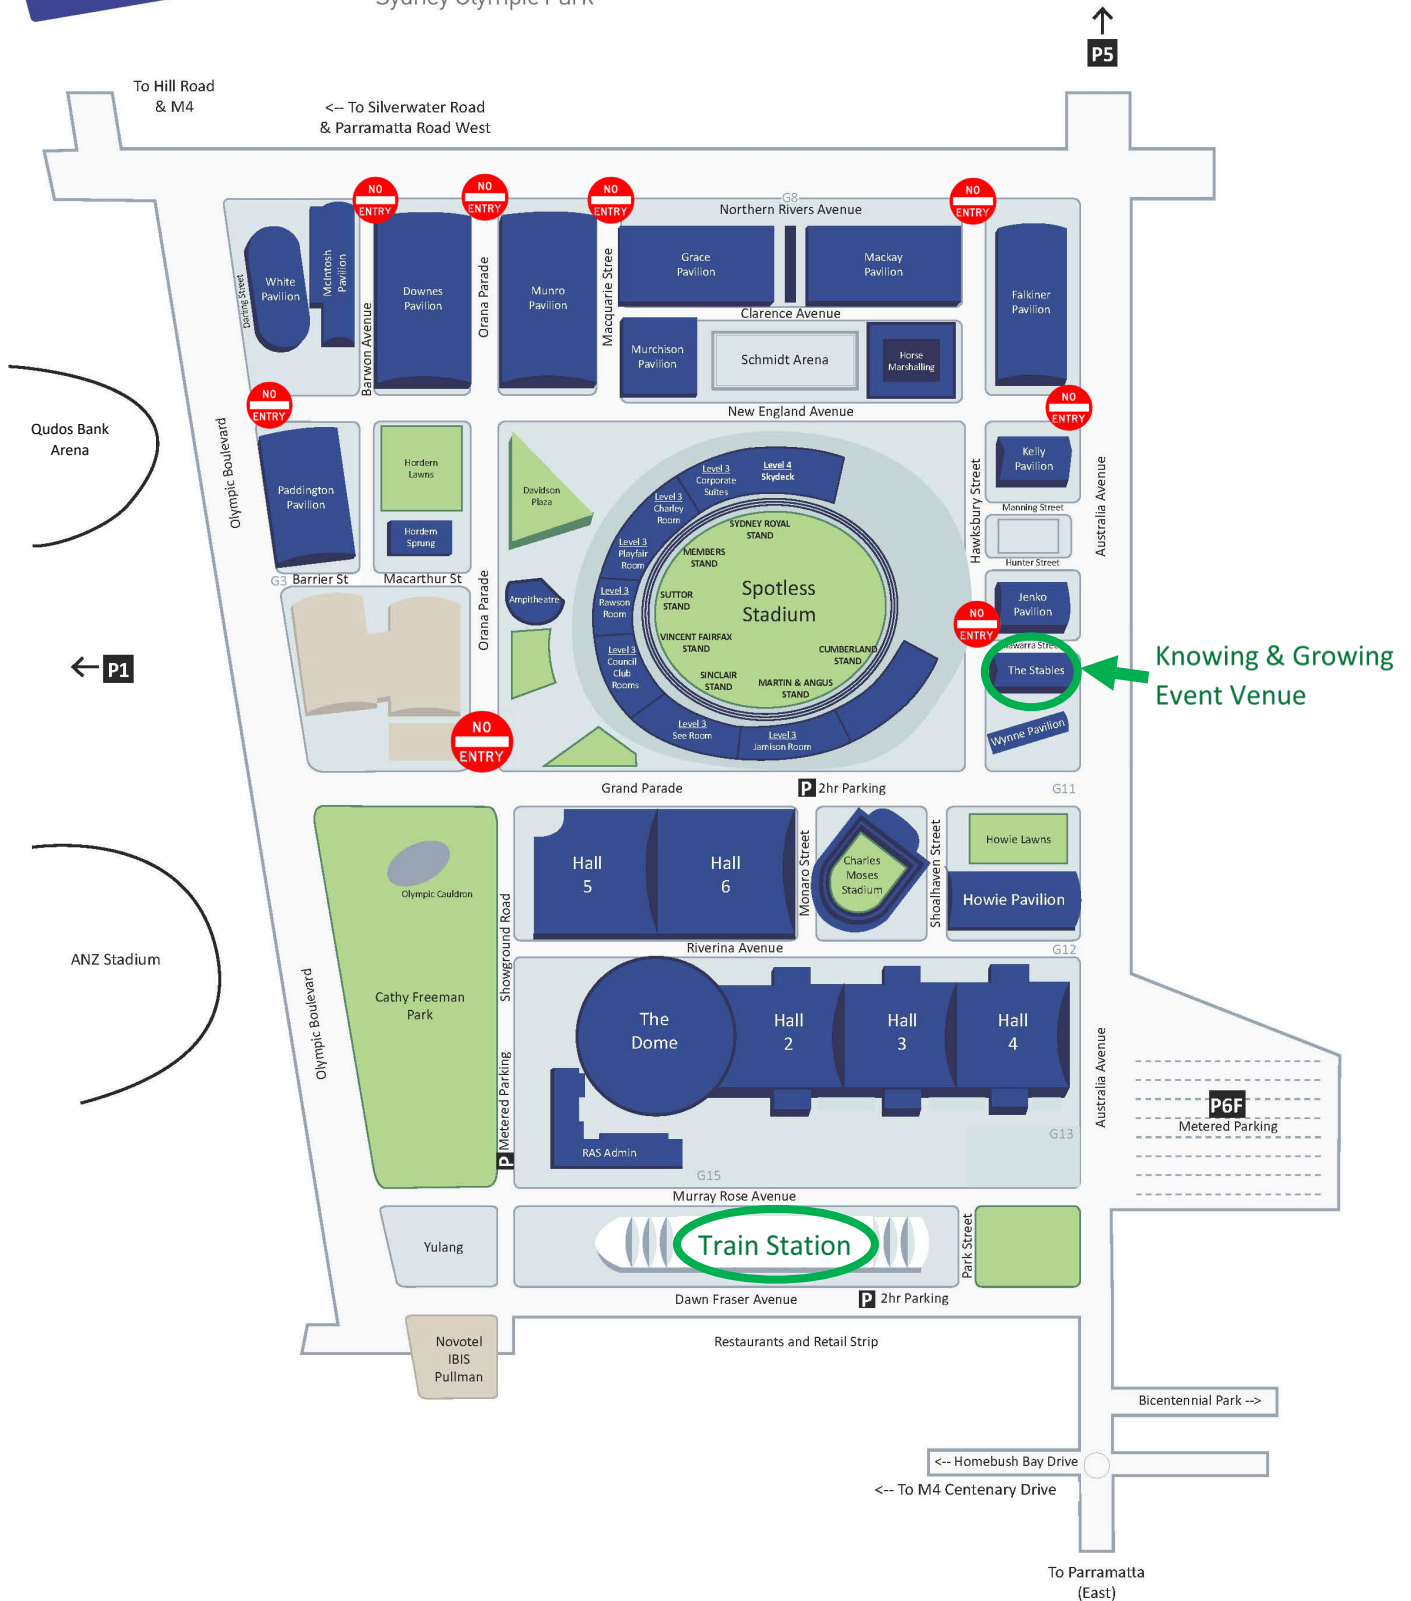 Sydney Olympic Park
P5
To Hill Road
& M4
<-- To Silverwater Road
& Parramatta Road West
NO
ENTRY
NO
ENTRY
NO
ENTRY
NO
ENTRY
G8
Northern Rivers Avenue
White
Pavilion
McIntosh
Pavilion
Darling Street
Barwon Avenue
Downes
Pavilion
Orana Parade
Munro
Pavilion
Macquarie Stree
Grace
Pavilion
Mackay
Pavilion
Falkiner
Pavilion
Clarence Avenue
Murchison
Pavilion
Schmidt Arena
Horse
Marshalling
New England Avenue
NO
ENTRY
NO
ENTRY
Qudos Bank
Arena
Olympic Boulevard
Paddington
Pavilion
Hordern
Lawns
Hordern
Sprung
G3 Barrier St
Macarthur St
Orana Parade
Davidson
Plaza
Ampitheatre
Level 3
Corporate
Suites
Level 4
Skydeck
Level 3
Charley
Room
Level 3
Playfair
Room
Level 3
Rawson
Room
Level 3
Council
Club
Rooms
Level 3
See Room
Level 3
Jamison Room
SYDNEY ROYAL
STAND
MEMBERS
STAND
SUTTOR
STAND
VINCENT FAIRFAX
STAND
SINCLAIR
STAND
MARTIN & ANGUS
STAND
CUMBERLAND
STAND
Spotless
Stadium
Hawksbury Street
Kelly
Pavilion
Manning Street
Hunter Street
Jenko
Pavilion
NO
ENTRY
awarra Stree
The Stables
Wynne Pavilion
Australia Avenue
Knowing & Growing
Event Venue
P1
NO
ENTRY
Grand Parade
P 2hr Parking
G11
Olympic Cauldron
Cathy Freeman
Park
ANZ Stadium
Olympic Boulevard
Showground Road
P Metered Parking
Hall
5
Hall
6
Monaro Street
Charles
Moses
Stadium
Shoalhaven Street
Howie Lawns
Howie Pavilion
Riverina Avenue
G12
The
Dome
Hall
2
Hall
3
Hall
4
RAS Admin
G13
G15
Australia Avenue
P6F
Metered Parking
Murray Rose Avenue
Yulang
Train Station
Park Street
Dawn Fraser Avenue
P 2hr Parking
Novotel
IBIS
Pullman
Restaurants and Retail Strip
Bicentennial Park -->
<-- Homebush Bay Drive
<-- To M4 Centenary Drive
To Parramatta
(East)